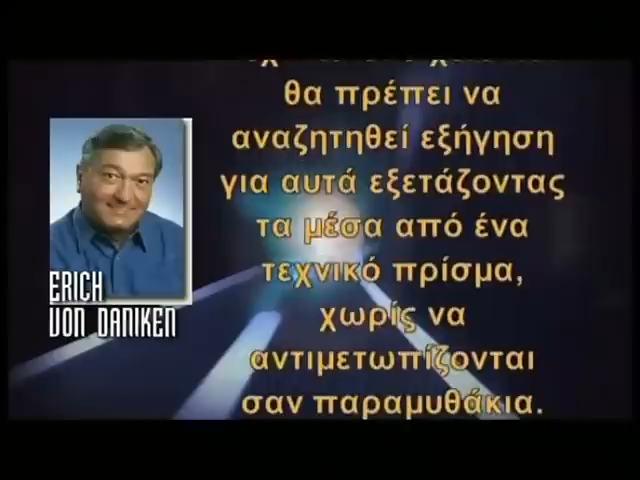 θα πρέπει να
αναζητηθεί εξήγηση
για αυτά εξετάζοντας
τα μέσα από ένα
τεχνικό πρίσμα,
χωρίς να
αντιμετωπίζονται
σαν παραμυθάκια.
ERICH
VON DANIKEN